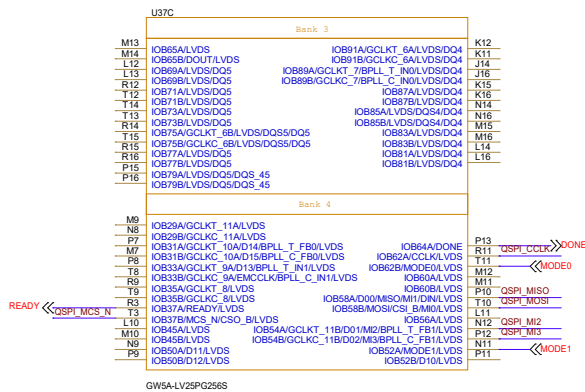 U37C
Bank 3
M13 IOB65A/LVDS IOB91A/GCLKT_6A/LVDS/DQ4 K12
M14 IOB65B/DOUT/LVDS IOB91B/GCLKC_6A/LVDS/DQ4 K11
L12 IOB69A/LVDS/DQ5 IOB89A/GCLKT_7/BPLL_T_IN0/LVDS/DQ4 J14
L13 IOB69B/LVDS/DQ5 IOB89B/GCLKC_7/BPLL_C_IN0/LVDS/DQ4 J16
R12 IOB71A/LVDS/DQ5 IOB87A/LVDS/DQ4 K15
T12 IOB71B/LVDS/DQ5 IOB87B/LVDS/DQ4 K16
T14 IOB73A/LVDS/DQ5 IOB85A/LVDS/DQS4/DQ4 N14
T13 IOB73B/LVDS/DQ5 IOB85B/LVDS/DQS4/DQ4 N16
R14 IOB75A/GCLKT_6B/LVDS/DQS5/DQ5 IOB83A/LVDS/DQ4 M15
T15 IOB75B/GCLKC_6B/LVDS/DQS5/DQ5 IOB83B/LVDS/DQ4 M16
R15 IOB77A/LVDS/DQ5 IOB81A/LVDS/DQ4 L14
R16 IOB77B/LVDS/DQ5 IOB81B/LVDS/DQ4 L16
P15 IOB79A/LVDS/DQ5/DQS_45
P16 IOB79B/LVDS/DQ5/DQS_45
Bank 4
M9 IOB29A/GCLKT_11A/LVDS
N8 IOB29B/GCLKC_11A/LVDS
P7 IOB31A/GCLKT_10A/D14/BPLL_T_FB0/LVDS IOB64A/DONE P13 DONE
M7 IOB31B/GCLKC_10A/D15/BPLL_C_FB0/LVDS IOB62A/CCLK/LVDS R11 QSPI_CCLK
P8 IOB33A/GCLKT_9A/D13/BPLL_T_IN1/LVDS IOB62B/MODE0/LVDS T11 MODE0
T8 IOB33B/GCLKC_9A/EMCCLK/BPLL_C_IN1/LVDS IOB60A/LVDS M12
R9 IOB35A/GCLKT_8/LVDS IOB60B/LVDS M11
T9 IOB35B/GCLKC_8/LVDS IOB58A/D00/MISO/MI1/DIN/LVDS P10 QSPI_MISO
READY R3 IOB37A/READY/LVDS IOB58B/MOSI/CSI_B/MI0/LVDS T10 QSPI_MOSI
QSPI_MCS_N T3 IOB37B/MCS_N/CSO_B/LVDS IOB56A/LVDS L11
L10 IOB45A/LVDS IOB54A/GCLKT_11B/D01/MI2/BPLL_T_FB1/LVDS N12 QSPI_MI2
M10 IOB45B/LVDS IOB54B/GCLKC_11B/D02/MI3/BPLL_C_FB1/LVDS P12 QSPI_MI3
N9 IOB50A/D11/LVDS IOB52A/MODE1/LVDS N11 MODE1
P9 IOB50B/D12/LVDS IOB52B/D10/LVDS P11
GW5A-LV25PG256S